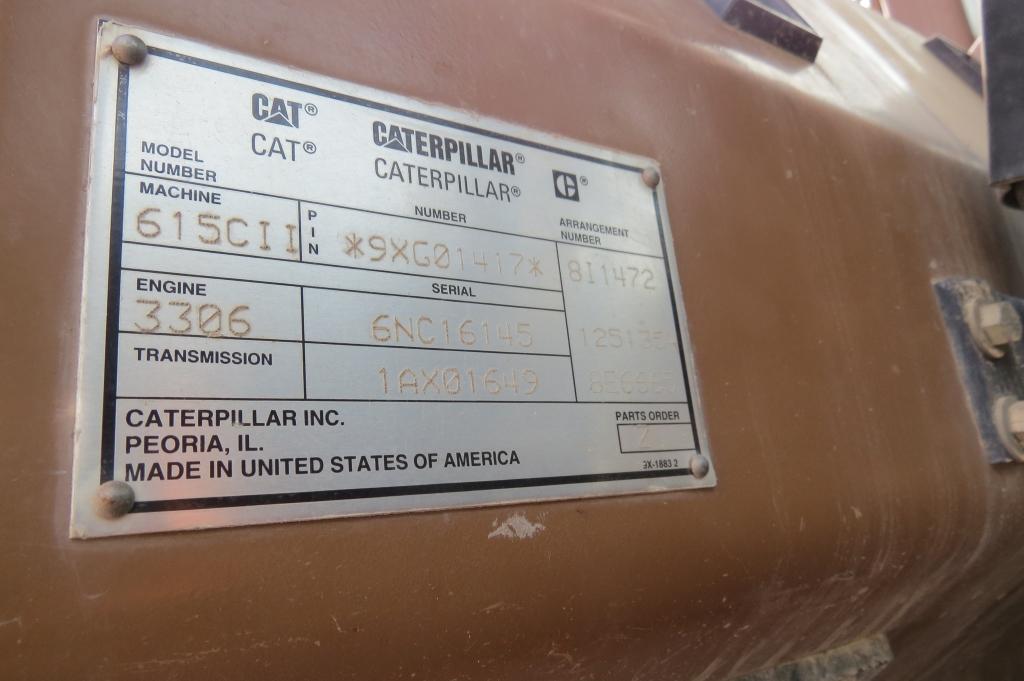 CAT® CATERPILLAR®
CAT® CATERPILLAR® C®
MODEL NUMBER
MACHINE PIN NUMBER ARRANGEMENT NUMBER
615CII *9XG01417* 8I1472
ENGINE SERIAL
3306 6NC16145
TRANSMISSION 1AX01649
CATERPILLAR INC. PARTS ORDER
PEORIA, IL. 2
MADE IN UNITED STATES OF AMERICA